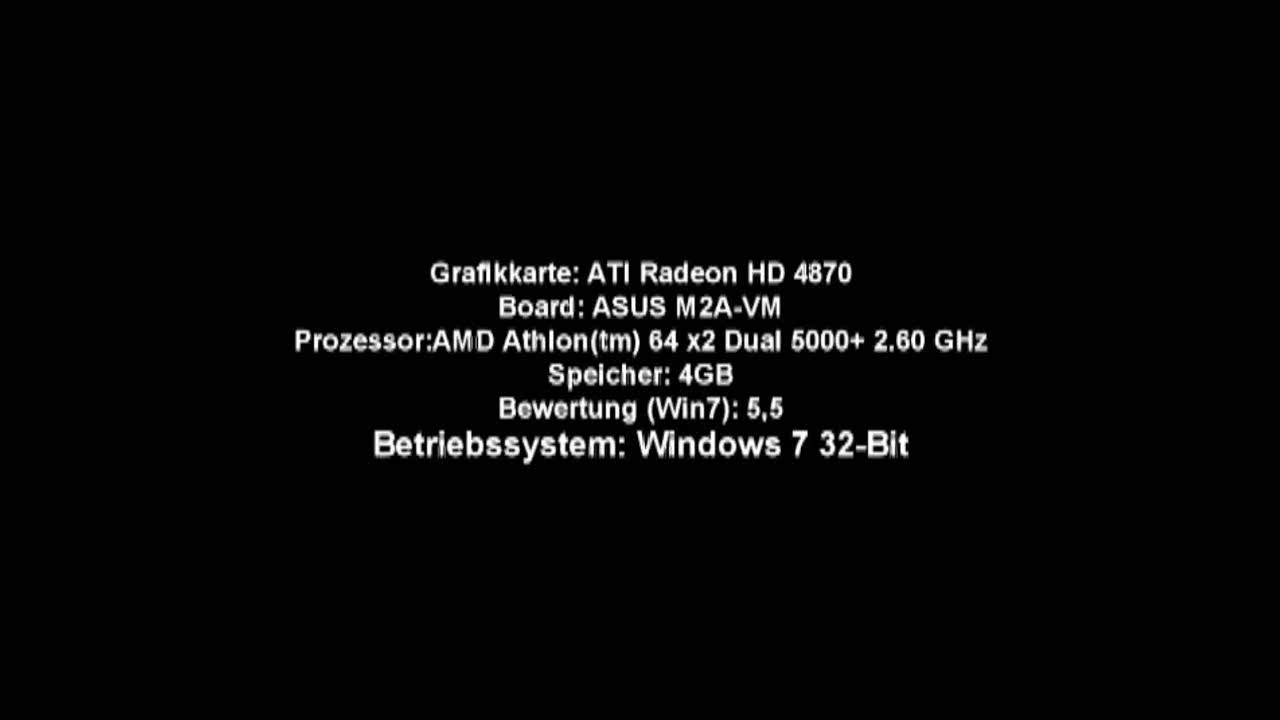 Grafikkarte: ATI Radeon HD 4870
Board: ASUS M2A-VM
Prozessor:AMD Athlon(tm) 64 x2 Dual 5000+ 2.60 GHz
Speicher: 4GB
Bewertung (Win7): 5,5
Betriebssystem: Windows 7 32-Bit